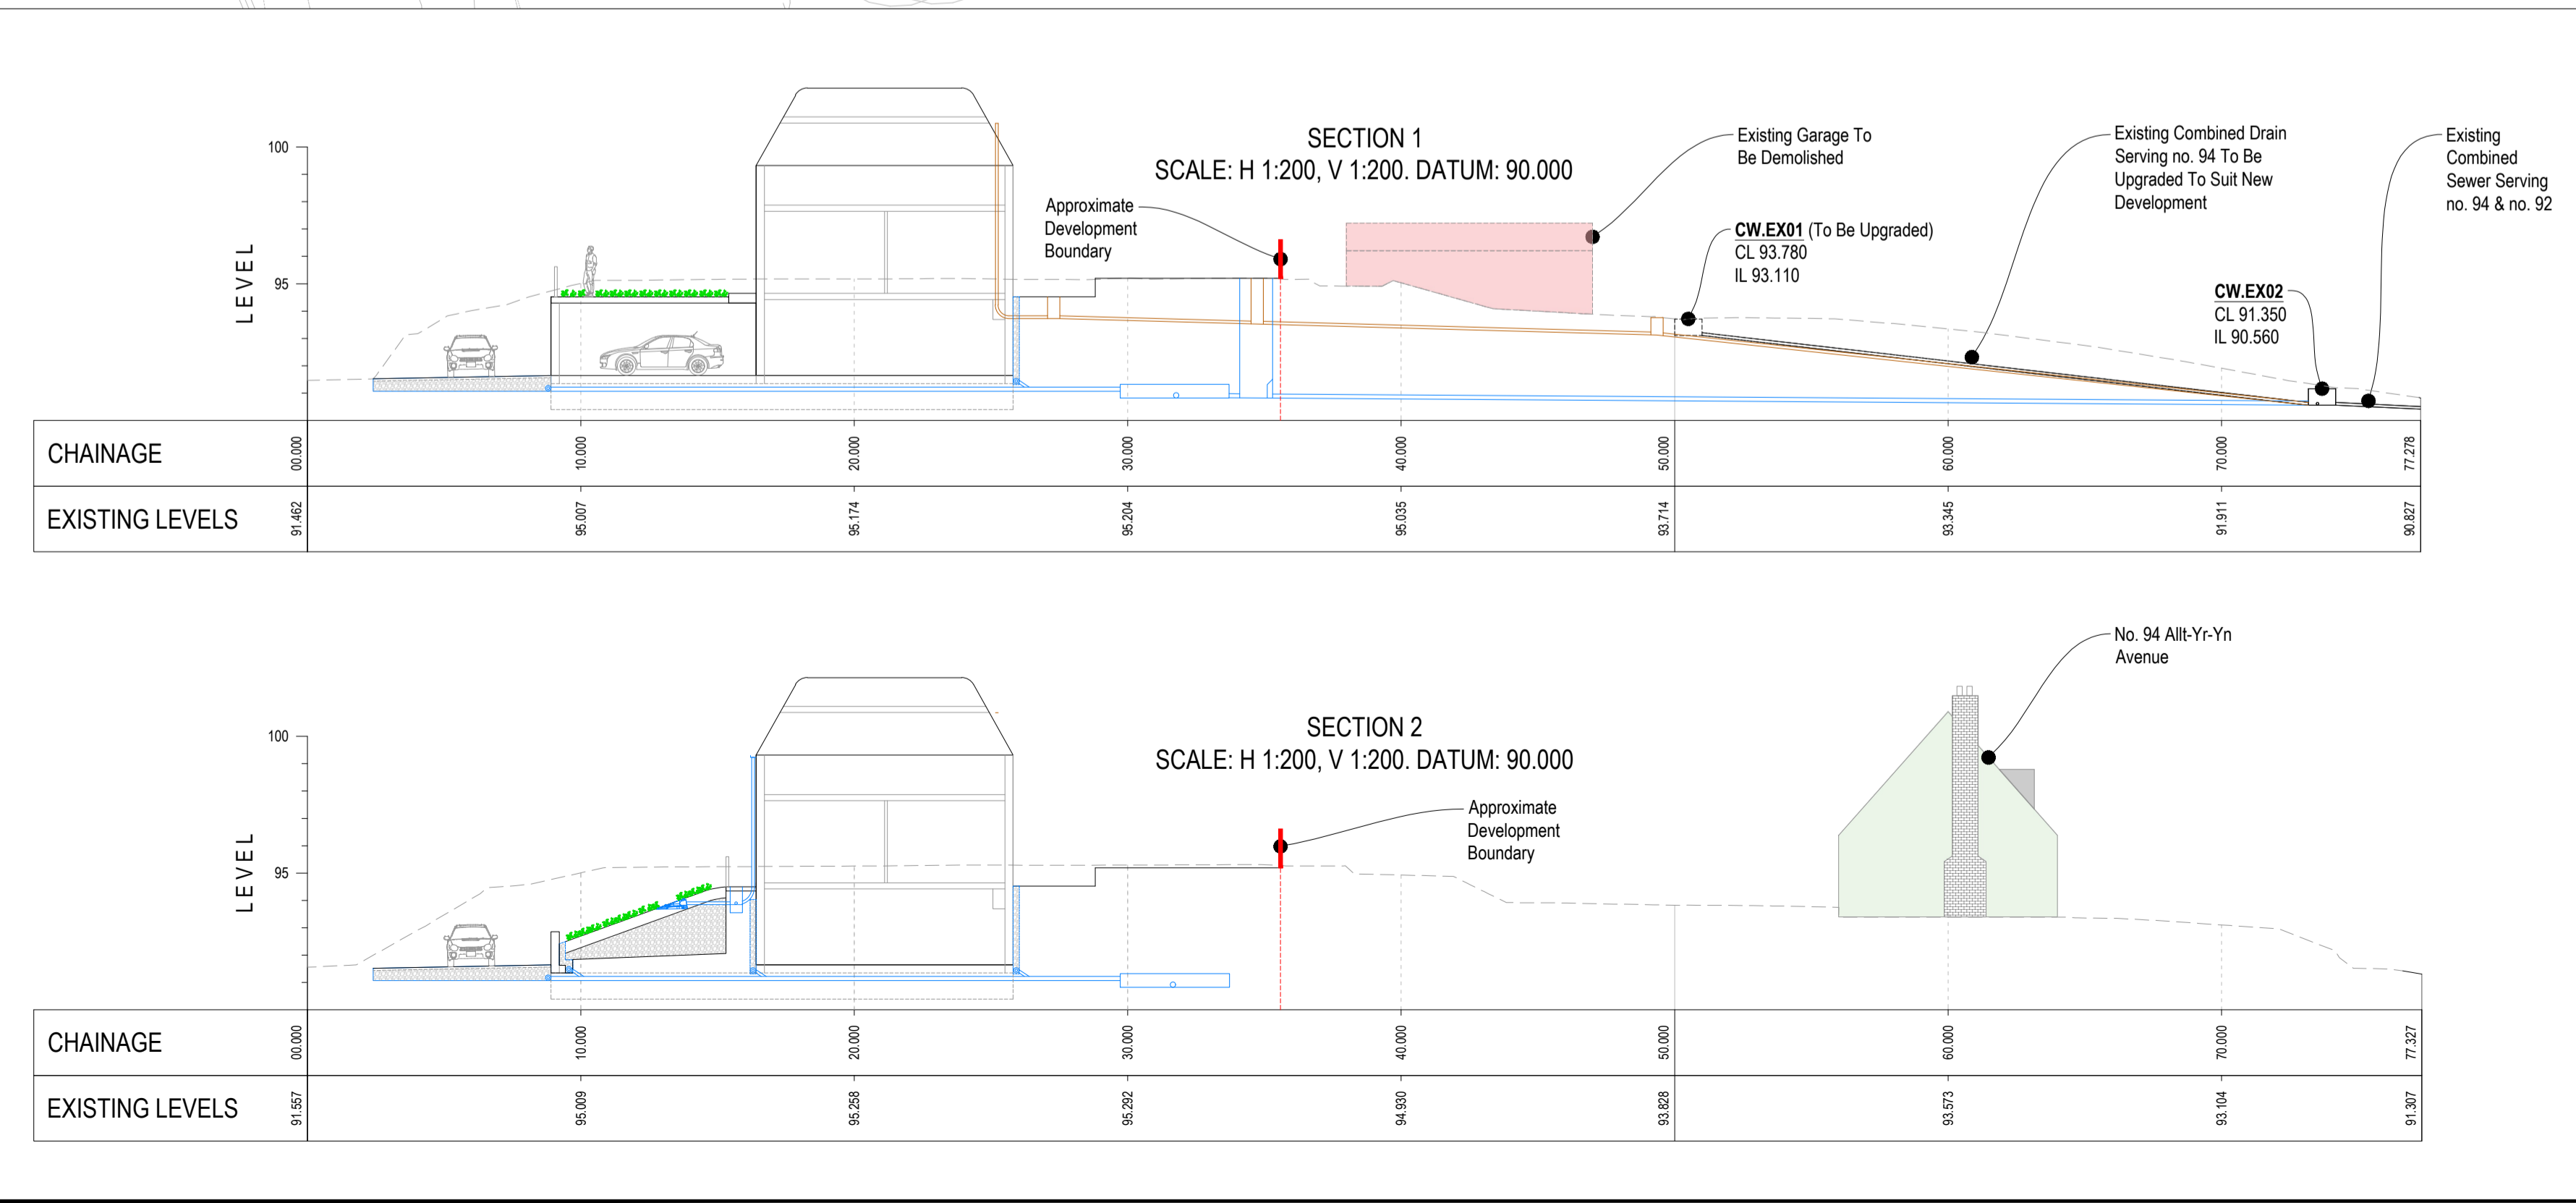 SECTION 1
SCALE: H 1:200, V 1:200. DATUM: 90.000
Approximate
Development
Boundary
Existing Garage To
Be Demolished
CW.EX01 (To Be Upgraded)
CL 93.780
IL 93.110
Existing Combined Drain
Serving no. 94 To Be
Upgraded To Suit New
Development
CW.EX02
CL 91.350
IL 90.560
Existing
Combined
Sewer Serving
no. 94 & no. 92
LEVEL
100
95
CHAINAGE
00.000 10.000 20.000 30.000 40.000 50.000 60.000 70.000 77.278
EXISTING LEVELS
91.462 95.007 95.174 95.204 95.035 93.714 93.345 91.911 90.827
No. 94 Allt-Yr-Yn
Avenue
SECTION 2
SCALE: H 1:200, V 1:200. DATUM: 90.000
Approximate
Development
Boundary
LEVEL
100
95
CHAINAGE
00.000 10.000 20.000 30.000 40.000 50.000 60.000 70.000 77.327
EXISTING LEVELS
91.557 95.009 95.258 95.292 94.930 93.828 93.573 93.104 91.307